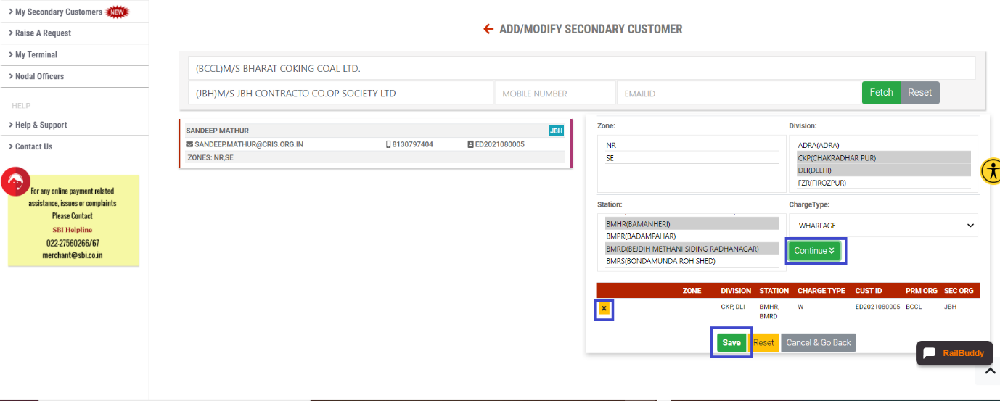 My Secondary Customers NEW
Raise A Request
My Terminal
Nodal Officers
HELP
Help & Support
Contact Us
For any online payment related
assistance, issues or complaints
Please Contact
SBI Helpline
022-27560266/67
merchant@sbi.co.in
ADD/MODIFY SECONDARY CUSTOMER
(BCCL)M/S BHARAT COKING COAL LTD.
(JBH)M/S JBH CONTRACTO CO.OP SOCIETY LTD MOBILE NUMBER EMAILID Fetch Reset
SANDEEP MATHUR JBH
SANDEEP.MATHUR@CRIS.ORG.IN 8130797404 ED2021080005
ZONES: NR,SE
Zone: Division:
NR
SE
ADRA(ADRA)
CKP(CHAKRADHAR PUR)
DLI(DELHI)
FZR(FIROZPUR)
Station: ChargeType:
BMHR(BAMANHERI)
BMPR(BADAMPAHAR)
BMRD(BEJDIH METHANI SIDING RADHANAGAR)
BMRS(BONDAMUNDA ROH SHED)
WHARFAGE
Continue
ZONE DIVISION STATION CHARGE TYPE CUST ID PRM ORG SEC ORG
x CKP, DLI BMHR, W ED2021080005 BCCL JBH
BMRD
Save Reset Cancel & Go Back
RailBuddy